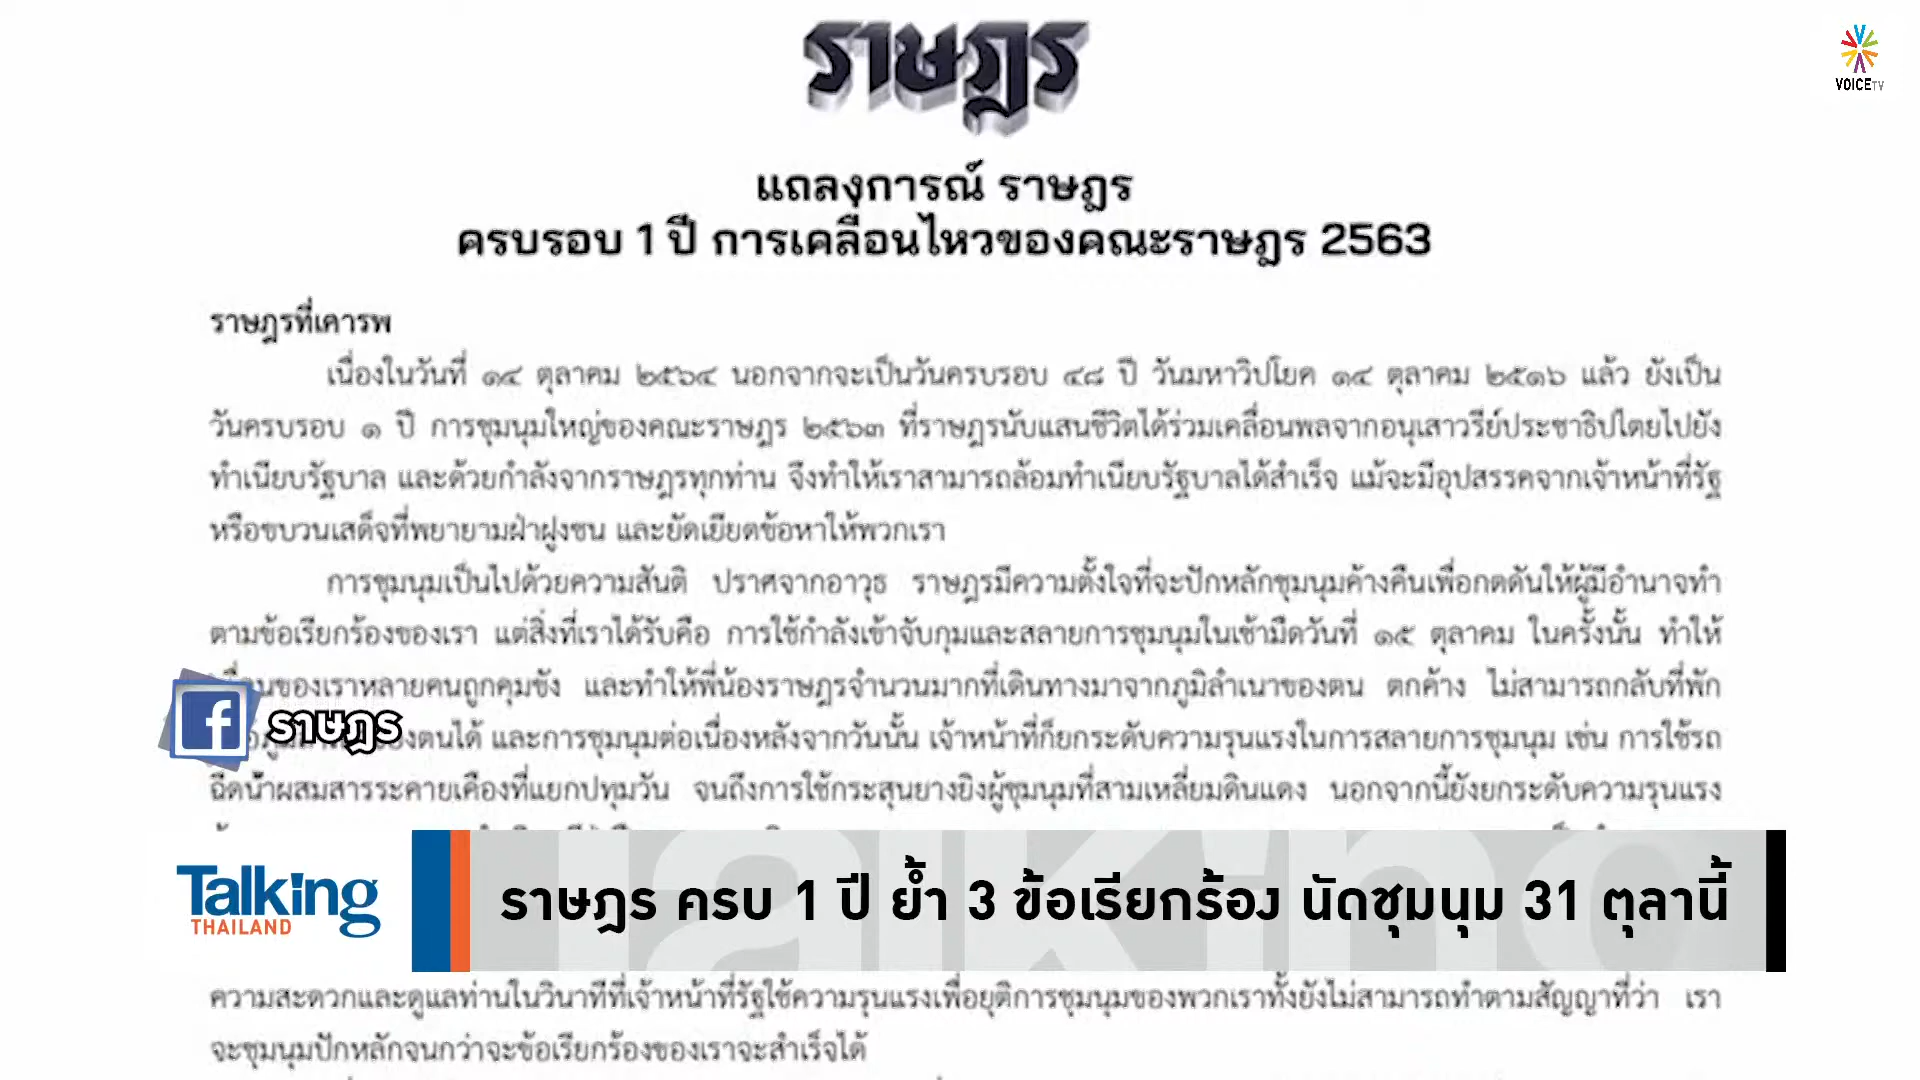 ราษฎร
VOICE TV
แถลงการณ์ ราษฎร
ครบรอบ 1 ปี การเคลื่อนไหวของคณะราษฎร 2563
ราษฎรที่เคารพ
เนื่องในวันที่ ๑๔ ตุลาคม ๒๕๖๔ นอกจากจะเป็นวันครบรอบ ๔๘ ปี วันมหาวิปโยค ๑๔ ตุลาคม ๒๕๑๖ แล้ว ยังเป็น
วันครบรอบ ๑ ปี การชุมนุมใหญ่ของคณะราษฎร ๒๕๖๓ ที่ราษฎรนับแสนชีวิตได้ร่วมเคลื่อนพลจากอนุเสาวรีย์ประชาธิปไตยไปยัง
ทำเนียบรัฐบาล และด้วยกำลังจากราษฎรทุกท่าน จึงทำให้เราสามารถล้อมทำเนียบรัฐบาลได้สำเร็จ แม้จะมีอุปสรรคจากเจ้าหน้าที่รัฐ
หรือขบวนเสด็จที่พยายามฝ่าฝูงชน และยัดเยียดข้อหาให้พวกเรา
การชุมนุมเป็นไปด้วยความสันติ ปราศจากอาวุธ ราษฎรมีความตั้งใจที่จะปักหลักชุมนุมค้างคืนเพื่อกดดันให้ผู้มีอำนาจทำ
ตามข้อเรียกร้องของเรา แต่สิ่งที่เราได้รับคือ การใช้กำลังเข้าจับกุมและสลายการชุมนุมในเช้ามืดวันที่ ๑๕ ตุลาคม ในครั้งนั้น ทำให้
ของเราหลายคนถูกคุมขัง และทำให้พี่น้องราษฎรจำนวนมากที่เดินทางมาจากภูมิลำเนาของตน ตกค้าง ไม่สามารถกลับที่พัก
ราษฎร
ตนได้ และการชุมนุมต่อเนื่องหลังจากวันนั้น เจ้าหน้าที่ก็ยกระดับความรุนแรงในการสลายการชุมนุม เช่น การใช้รถ
ฉีดน้ำผสมสารระคายเคืองที่แยกปทุมวัน จนถึงการใช้กระสุนยางยิงผู้ชุมนุมที่สามเหลี่ยมดินแดง นอกจากนี้ยังยกระดับความรุนแรง
Talking
THAILAND
ราษฎร ครบ 1 ปี ย้ำ 3 ข้อเรียกร้อง นัดชุมนุม 31 ตุลานี้
ความสะดวกและดูแลท่านในวินาทีที่เจ้าหน้าที่รัฐใช้ความรุนแรงเพื่อยุติการชุมนุมของพวกเราทั้งยังไม่สามารถทำตามสัญญาที่ว่า เรา
จะชุมนุมปักหลักจนกว่าจะข้อเรียกร้องของเราจะสำเร็จได้